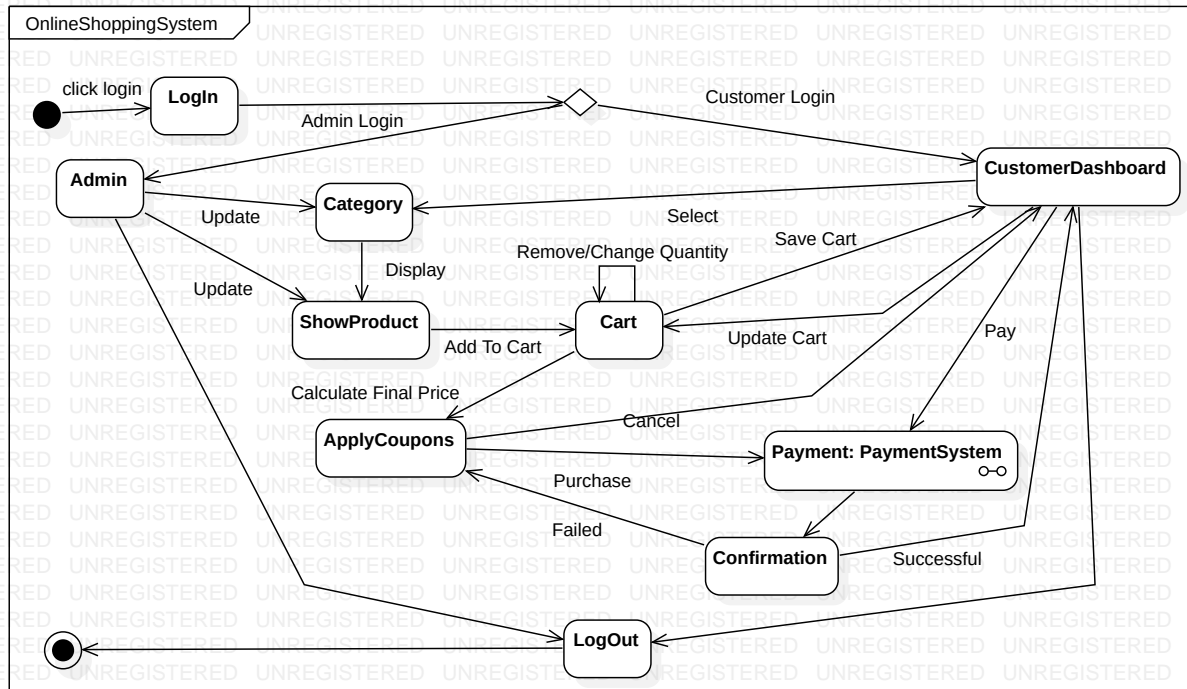 OnlineShoppingSystem
click login
LogIn
Admin Login
Customer Login
Admin
CustomerDashboard
Category
Update
Select
Save Cart
Remove/Change Quantity
Display
Update
ShowProduct
Cart
Add To Cart
Update Cart
Pay
Calculate Final Price
Cancel
ApplyCoupons
Payment: PaymentSystem
Purchase
Failed
Confirmation
Successful
LogOut
UNREGISTERED